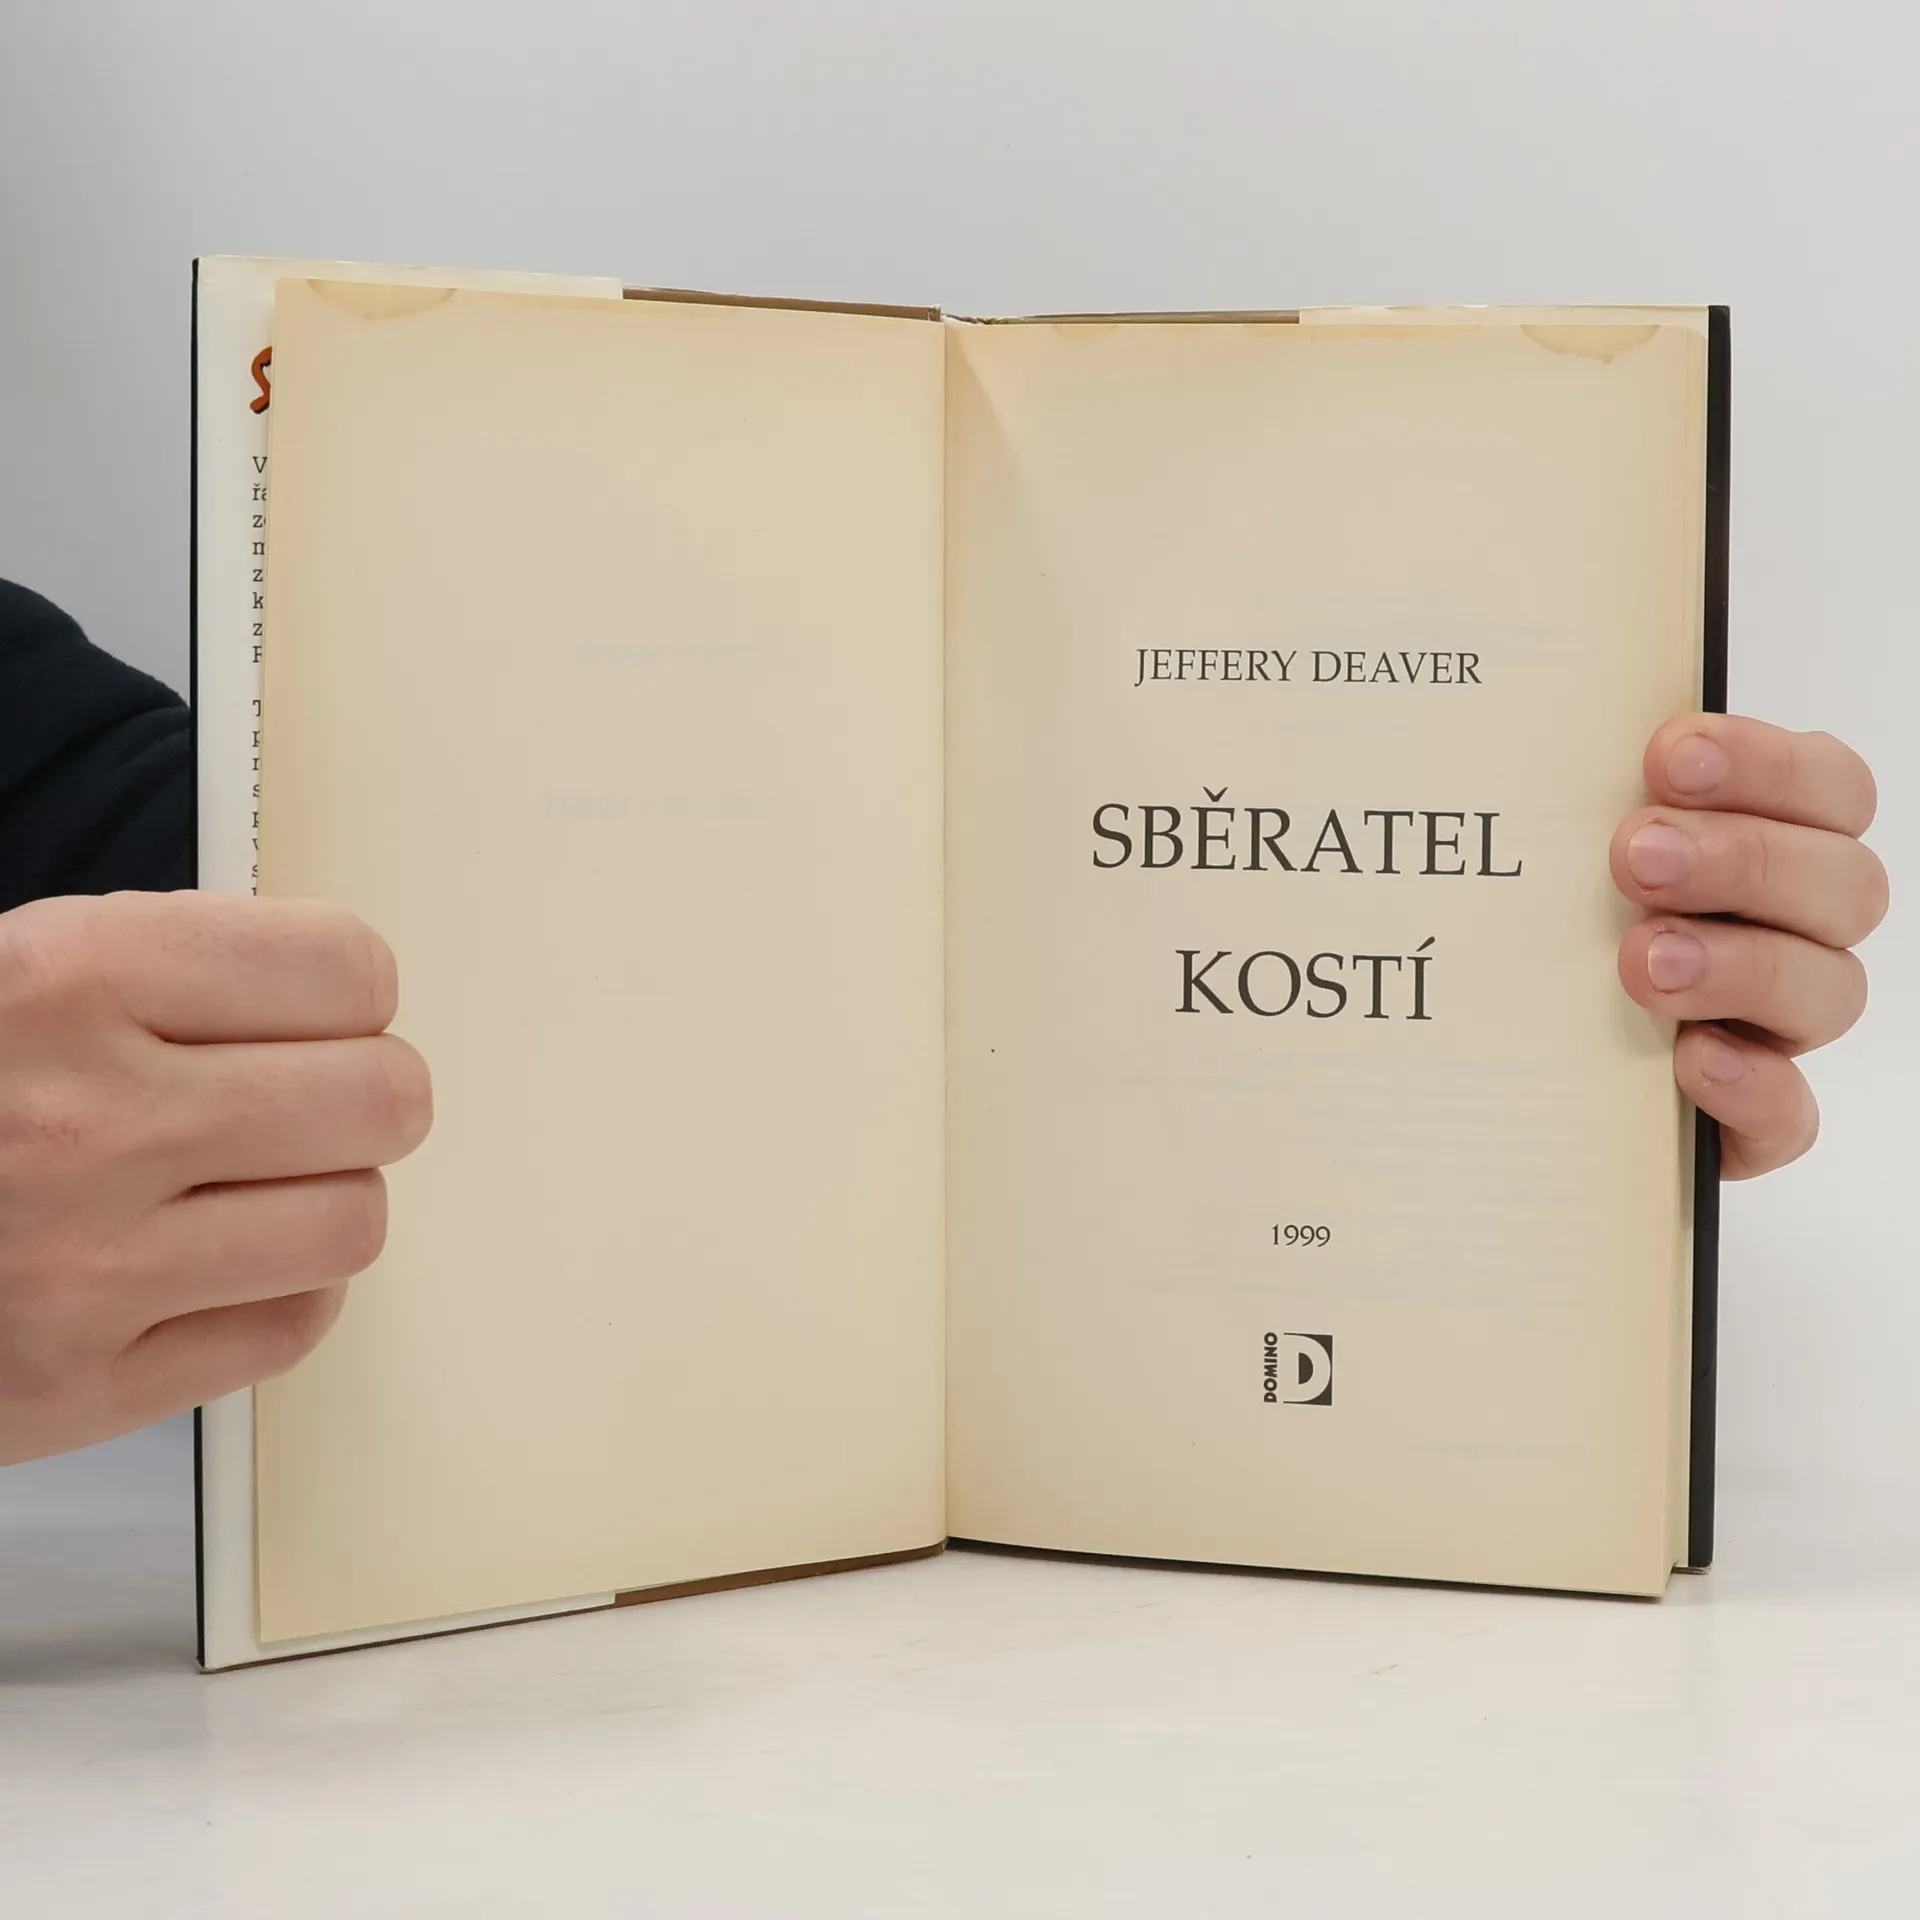 JEFFERY DEAVER
SBĚRATEL
KOSTÍ
1999
DOMINO
D